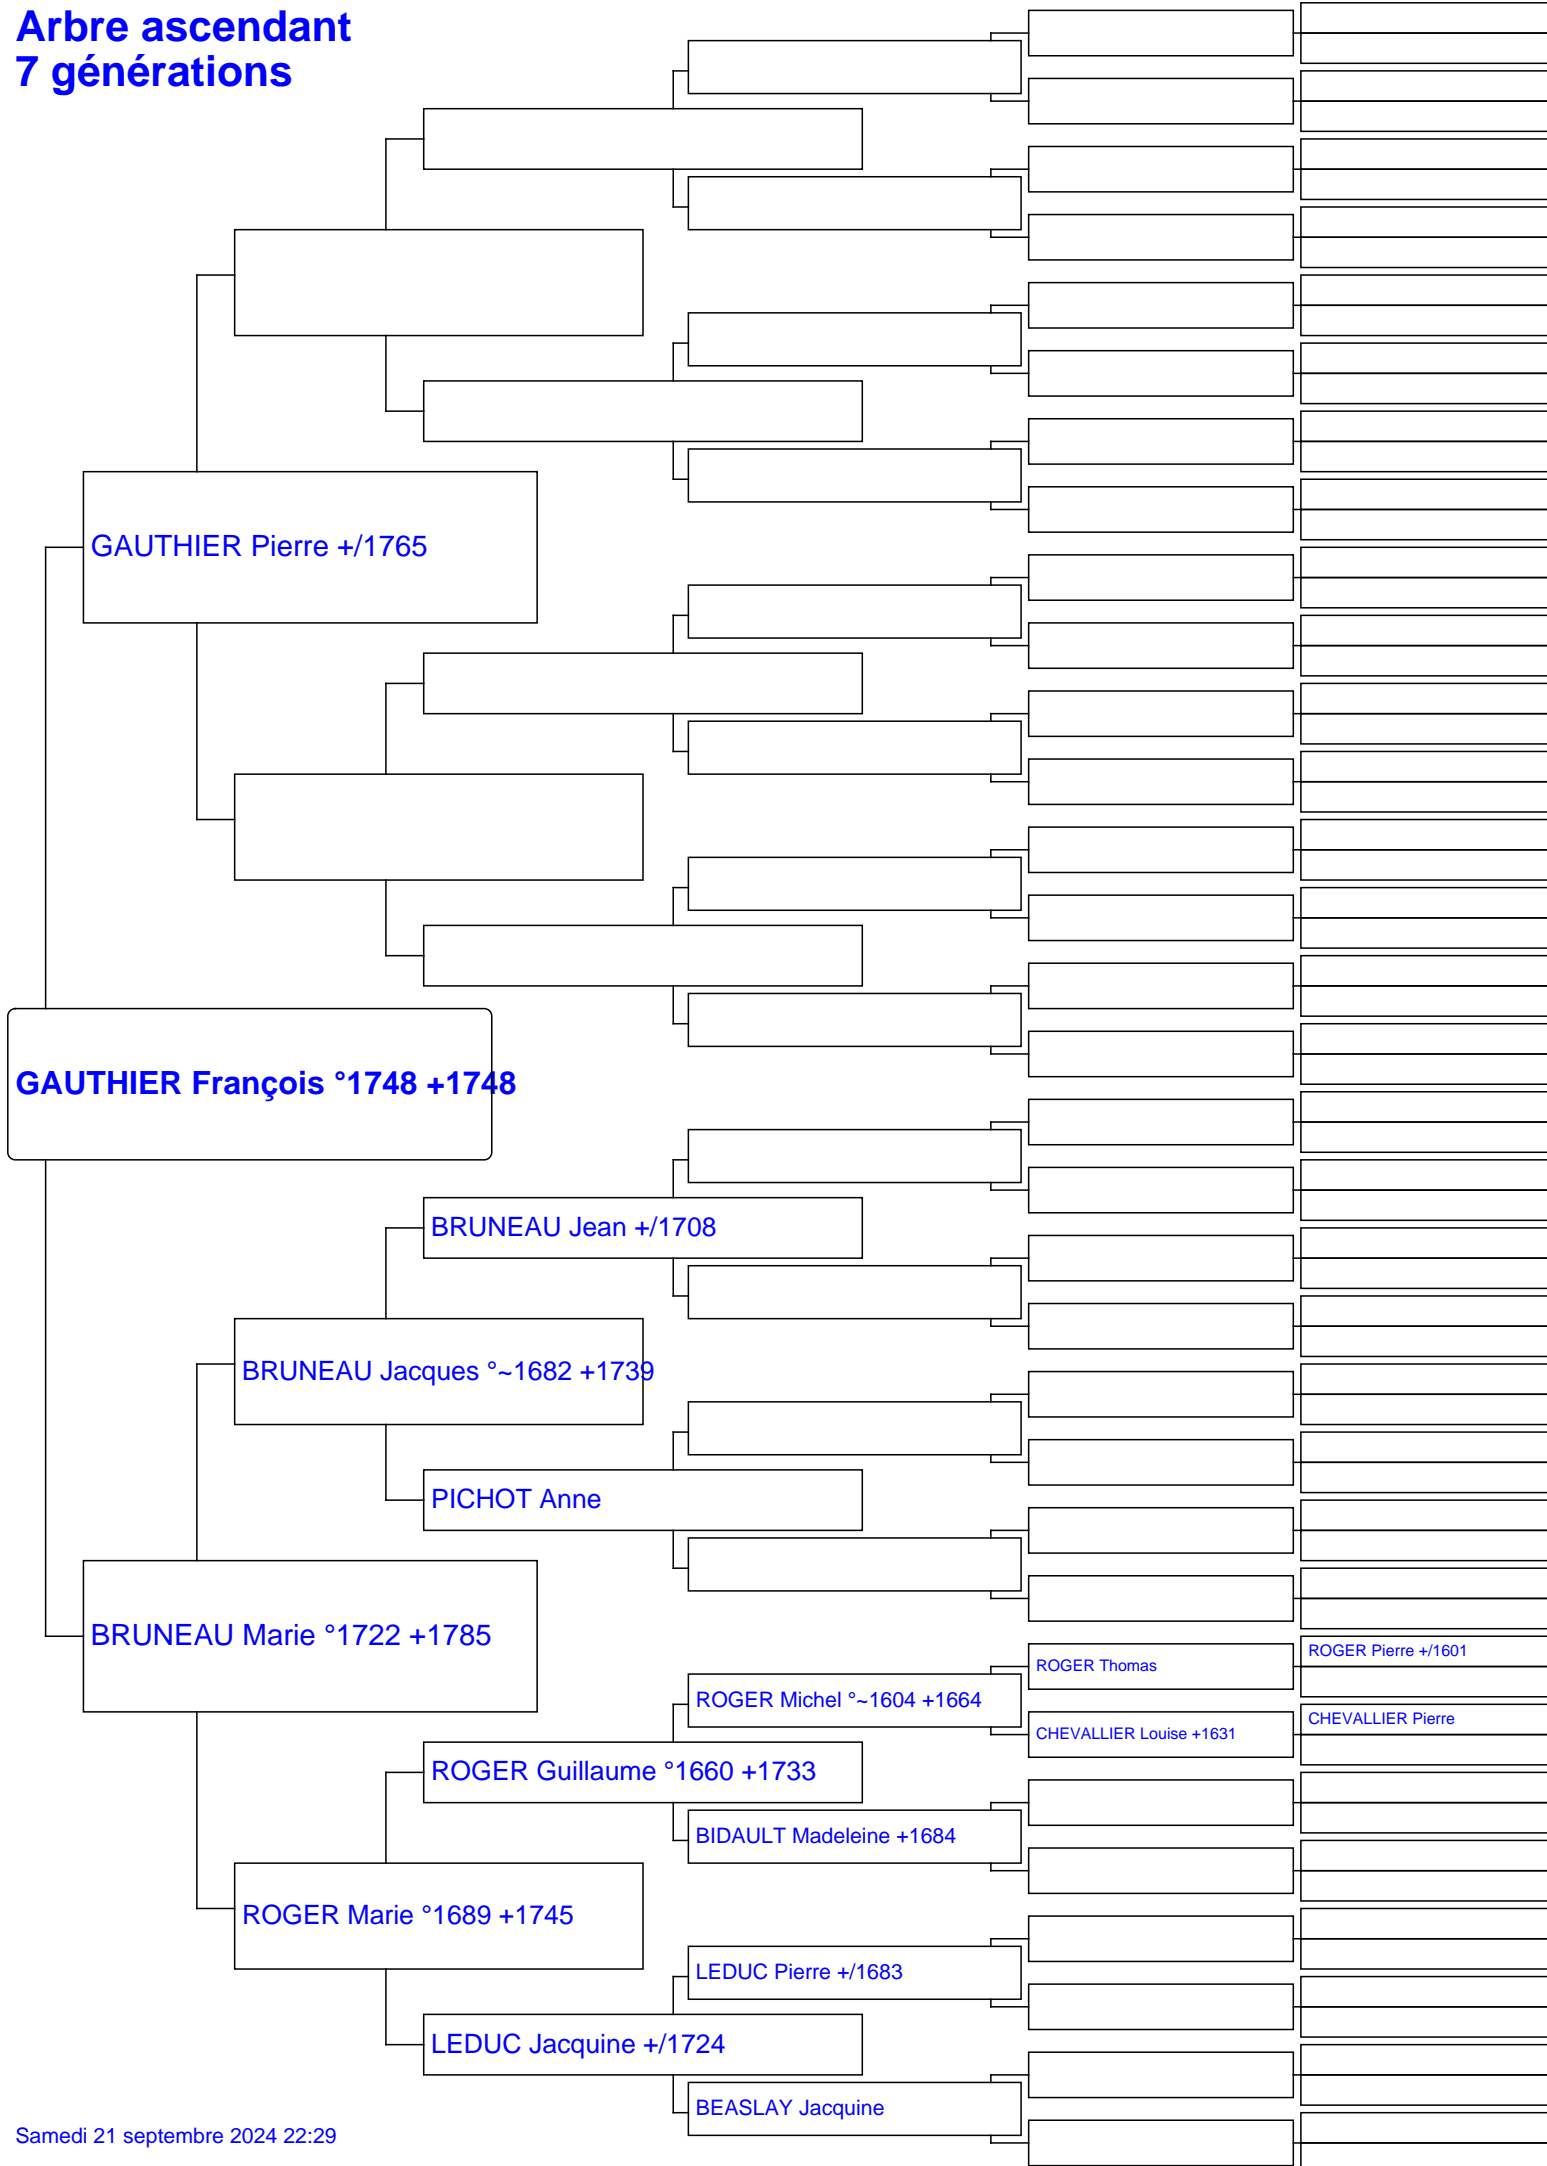 Arbre ascendant
7 générations
GAUTHIER Pierre +/1765
GAUTHIER François °1748 +1748
BRUNEAU Jean +/1708
BRUNEAU Jacques °~1682 +1739
PICHOT Anne
BRUNEAU Marie °1722 +1785
ROGER Pierre +/1601
ROGER Thomas
ROGER Michel °~1604 +1664
CHEVALLIER Pierre
CHEVALLIER Louise +1631
ROGER Guillaume °1660 +1733
BIDAULT Madeleine +1684
ROGER Marie °1689 +1745
LEDUC Pierre +/1683
LEDUC Jacquine +/1724
BEASLAY Jacquine
Samedi 21 septembre 2024 22:29